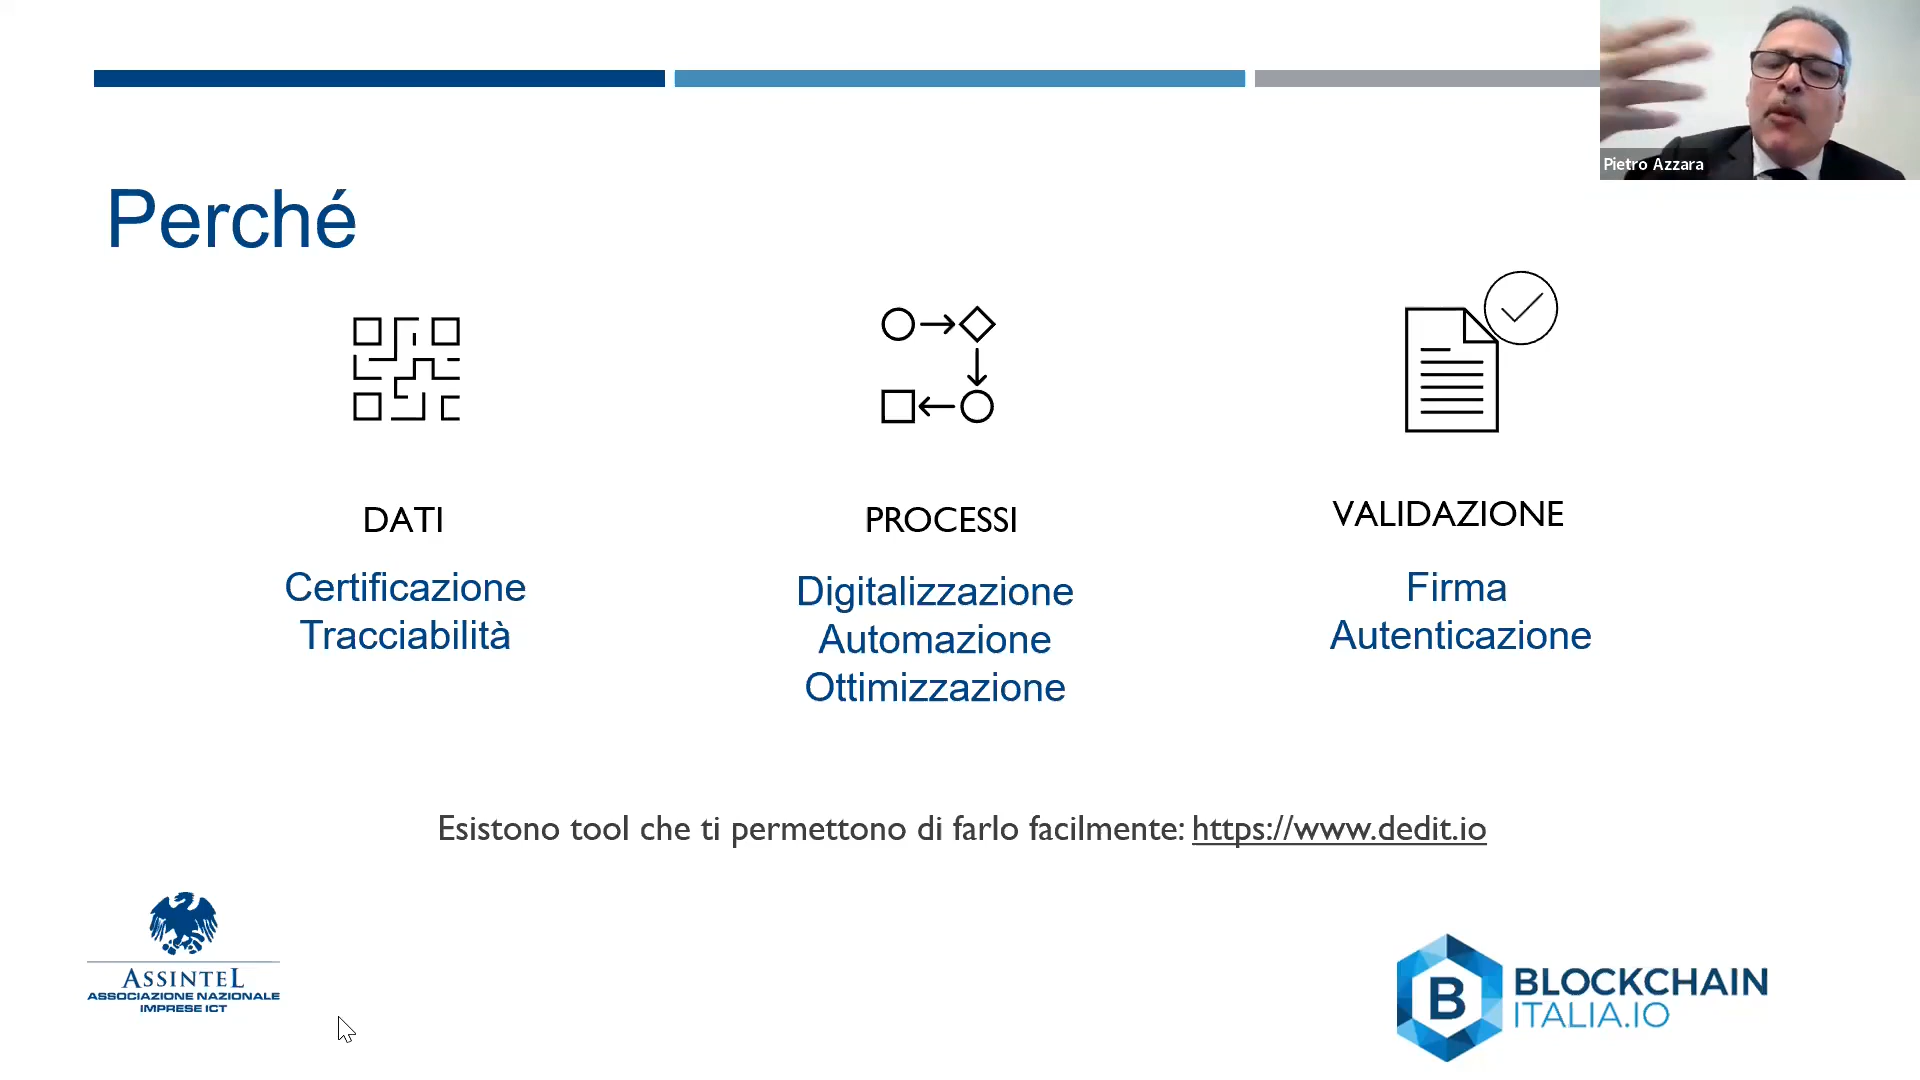 Pietro Azzara
Perché
DATI
Certificazione
Tracciabilità
PROCESSI
Digitalizzazione
Automazione
Ottimizzazione
VALIDAZIONE
Firma
Autenticazione
Esistono tool che ti permettono di farlo facilmente: https://www.dedit.io
ASSINTEL
ASSOCIAZIONE NAZIONALE
IMPRESE ICT
B
BLOCKCHAIN
ITALIA.IO